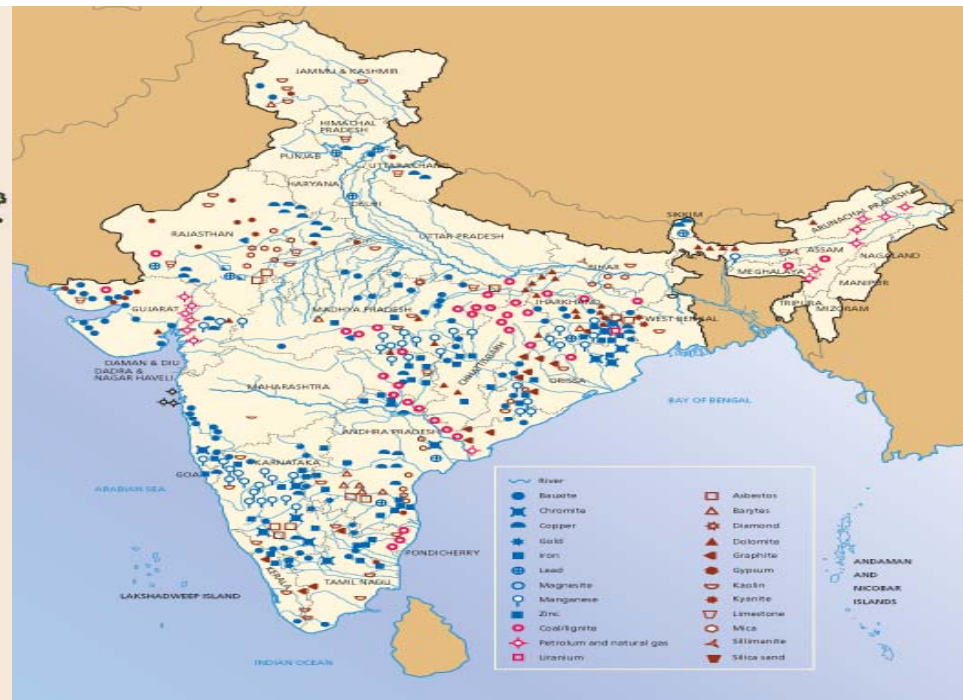 JAMMU & KASHMIR
HIMACHAL
PRADESH
PUNJAB
UTTARAKHAND
HARYANA
DELHI
RAJASTHAN
UTTAR PRADESH
SIKKIM
ARUNACHAL PRADESH
ASSAM
NAGALAND
MEGHALAYA
MANIPUR
TRIPURA
MIZORAM
BIHAR
JHARKHAND
WEST BENGAL
GUJARAT
MADHYA PRADESH
CHHATTISGARH
ORISSA
DAMAN & DIU
DADRA &
NAGAR HAVELI
MAHARASHTRA
BAY OF BENGAL
ANDHRA PRADESH
GOA
KARNATAKA
ARABIAN SEA
PONDICHERRY
KERALA
TAMIL NADU
LAKSHADWEEP ISLAND
ANDAMAN
AND
NICOBAR
ISLANDS
INDIAN OCEAN
River
Bauxite
Chromite
Copper
Gold
Iron
Lead
Magnesite
Manganese
Zinc
Coal/lignite
Petrolum and natural gas
Uranium
Asbestos
Barytes
Diamond
Dolomite
Graphite
Gypsum
Kaolin
Kyanite
Limestone
Mica
Sillimenite
Silica sand